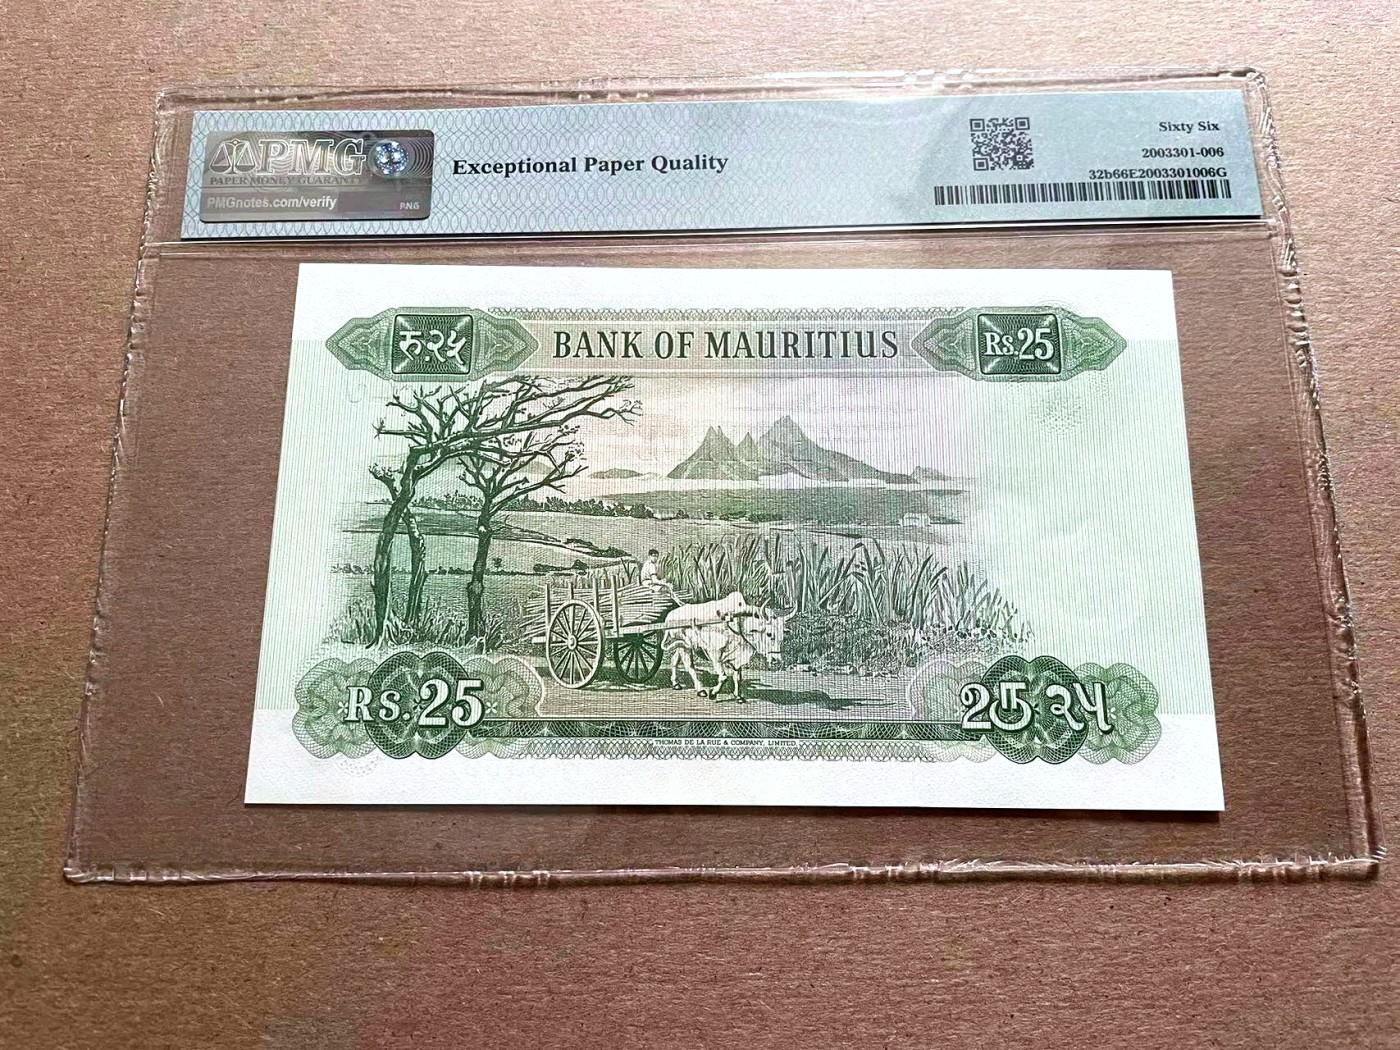 PMG
PAPER MONEY GUARANTY
PMGnotes.com/verify
PNG
Exceptional Paper Quality
Sixty Six
2003301-006
32b66E2003301006G
रु.२५
BANK OF MAURITIUS
Rs.25
Rs.25
२५
THOMAS DE LA RUE & COMPANY, LIMITED.